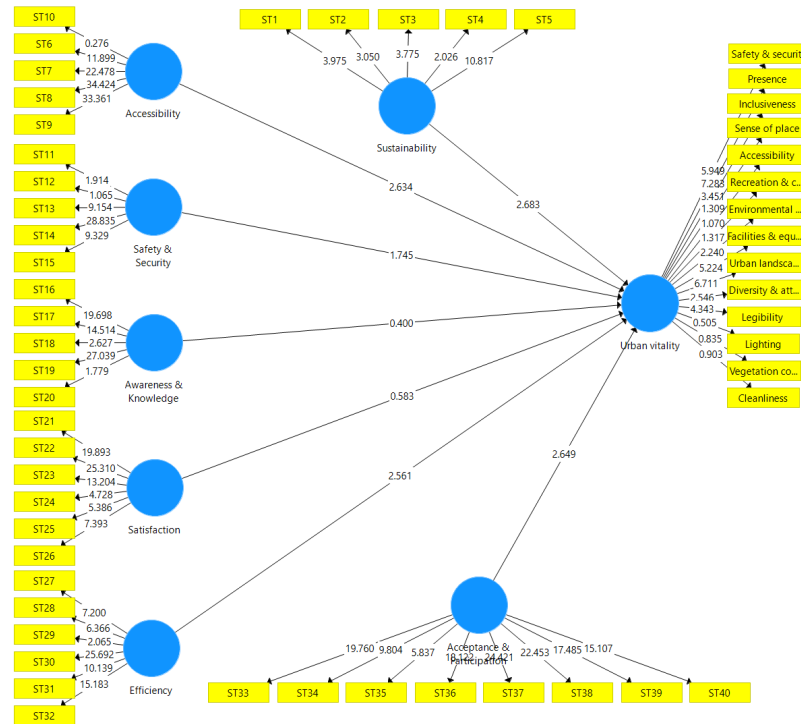 ST10
ST6
ST7
ST8
ST9
0.276
11.899
22.478
34.424
33.361
Accessibility
ST1
ST2
ST3
ST4
ST5
3.975
3.050
3.775
2.026
10.817
Sustainability
ST11
ST12
ST13
ST14
ST15
1.914
1.065
9.154
28.835
9.329
Safety &
Security
ST16
ST17
ST18
ST19
ST20
19.698
14.514
2.627
27.039
1.779
Awareness &
Knowledge
ST21
ST22
ST23
ST24
ST25
ST26
19.893
25.310
13.204
4.728
5.386
7.393
Satisfaction
ST27
ST28
ST29
ST30
ST31
ST32
7.200
6.366
2.065
25.692
10.139
15.183
Efficiency
2.634
2.683
1.745
0.400
0.583
2.561
2.649
Acceptance &
Participation
19.760
9.804
5.837
18.122
24.421
22.453
17.485
15.107
ST33
ST34
ST35
ST36
ST37
ST38
ST39
ST40
Urban vitality
5.949
7.283
3.451
1.309
1.070
1.317
2.240
5.224
6.711
2.546
4.343
0.505
0.835
0.903
Safety & securit
Presence
Inclusiveness
Sense of place
Accessibility
Recreation & c...
Environmental ...
Facilities & equ...
Urban landsca...
Diversity & att...
Legibility
Lighting
Vegetation co...
Cleanliness